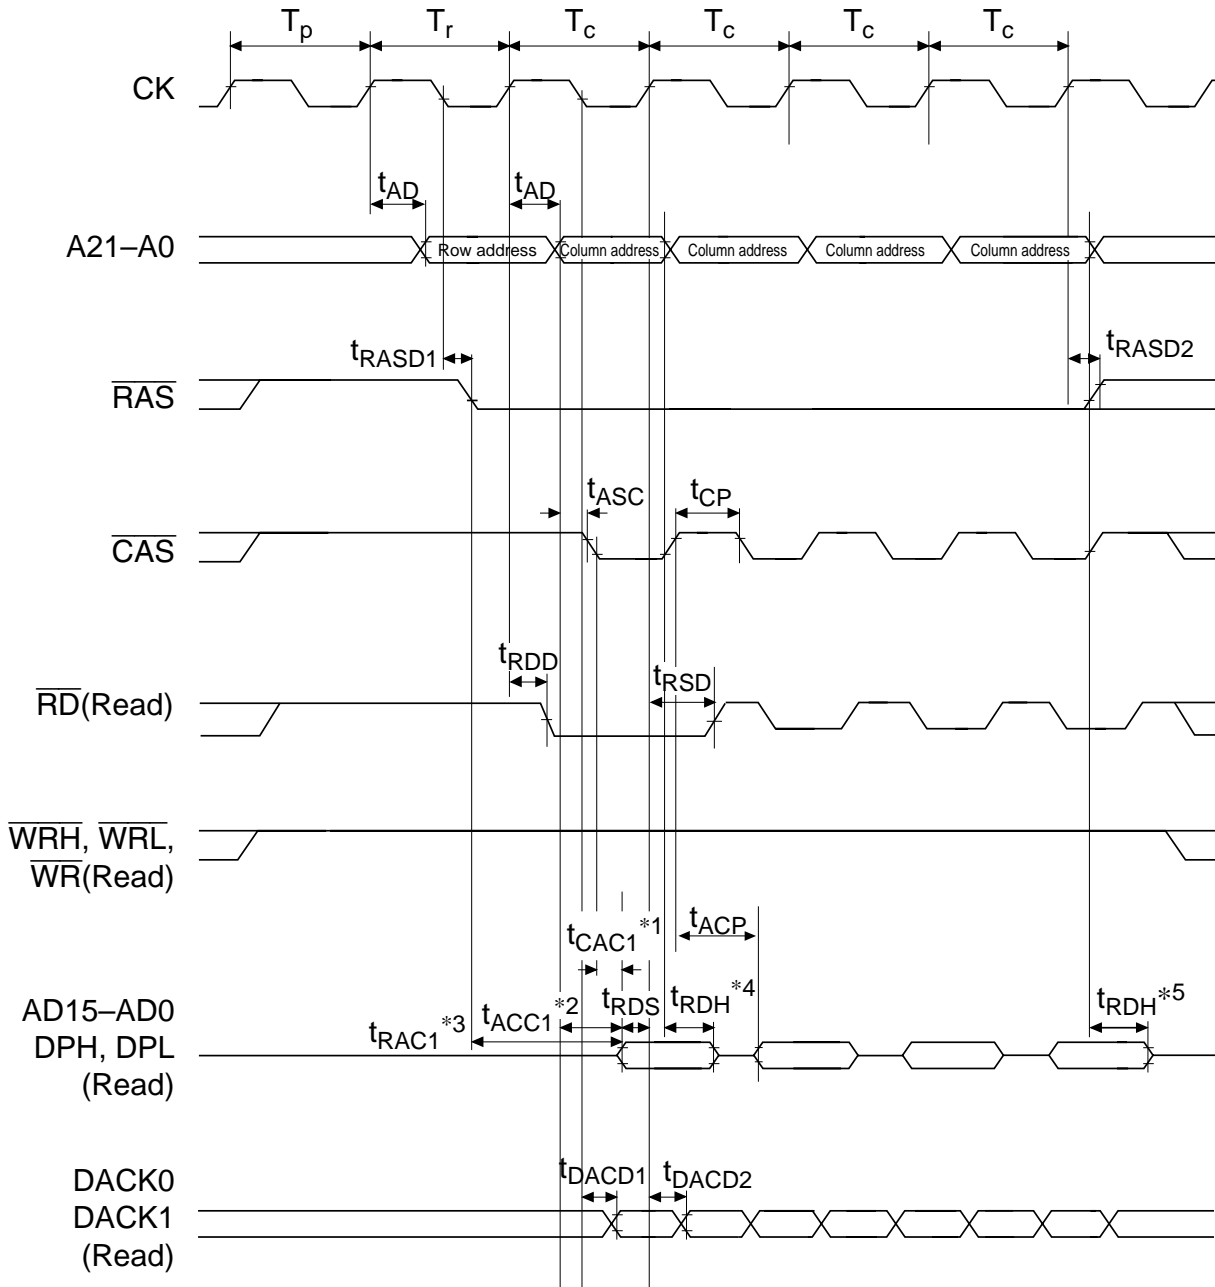 Tp Tr Tc Tc Tc Tc
CK
tAD tAD
A21–A0 Row address Column address Column address Column address Column address
tRASD1 tRASD2
RAS
tASC tCP
CAS
tRDD tRSD
RD(Read)
WRH, WRL,
WR(Read)
tCAC1*1 tACP
AD15–AD0
DPH, DPL
(Read)
tRAC1*3 tACC1*2 tRDS tRDH*4 tRDH*5
DACK0
DACK1
(Read)
tDACD1 tDACD2